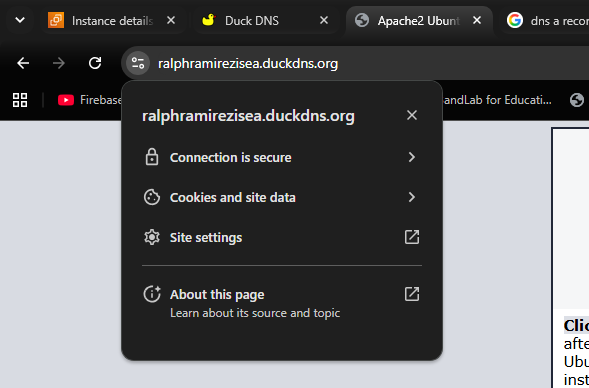 Instance details
Duck DNS
Apache2 Ubunt
dns a recor
ralphramirezisea.duckdns.org
Firebase
andLab for Educati...
ralphramirezisea.duckdns.org
Connection is secure
Cookies and site data
Site settings
About this page
Learn about its source and topic
Clic
afte
Ubu
inst